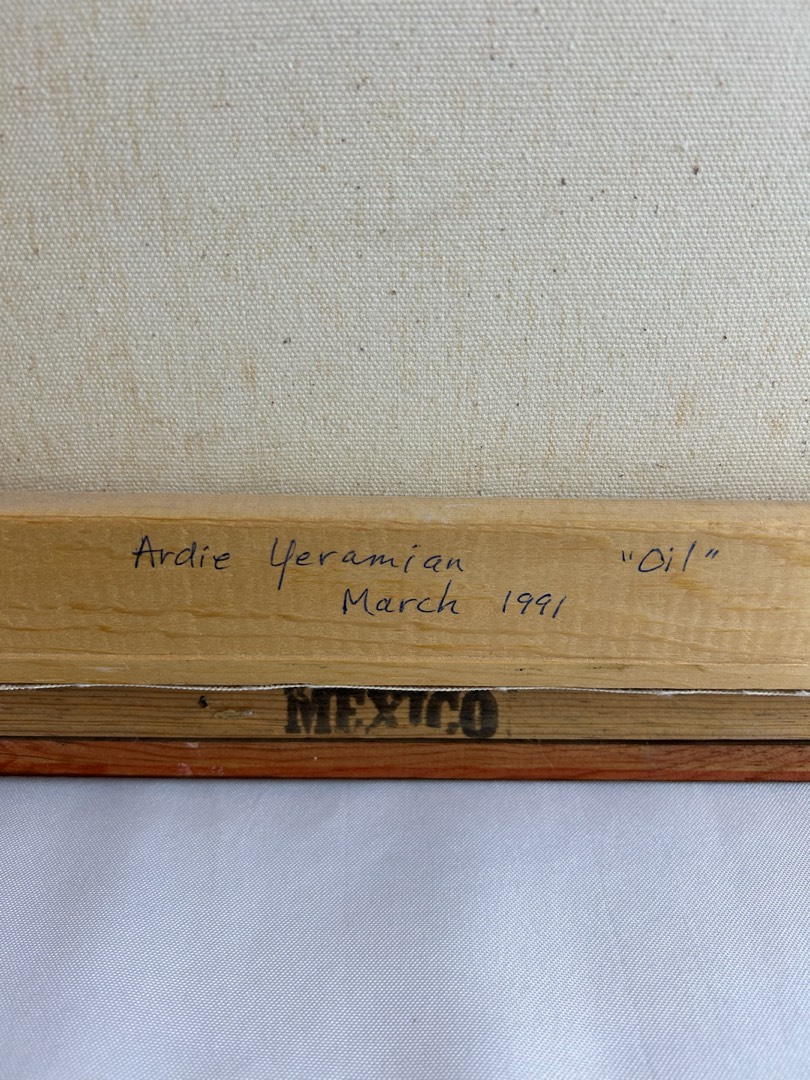 Ardie Yeramian "Oil"
March 1991
MEXICO